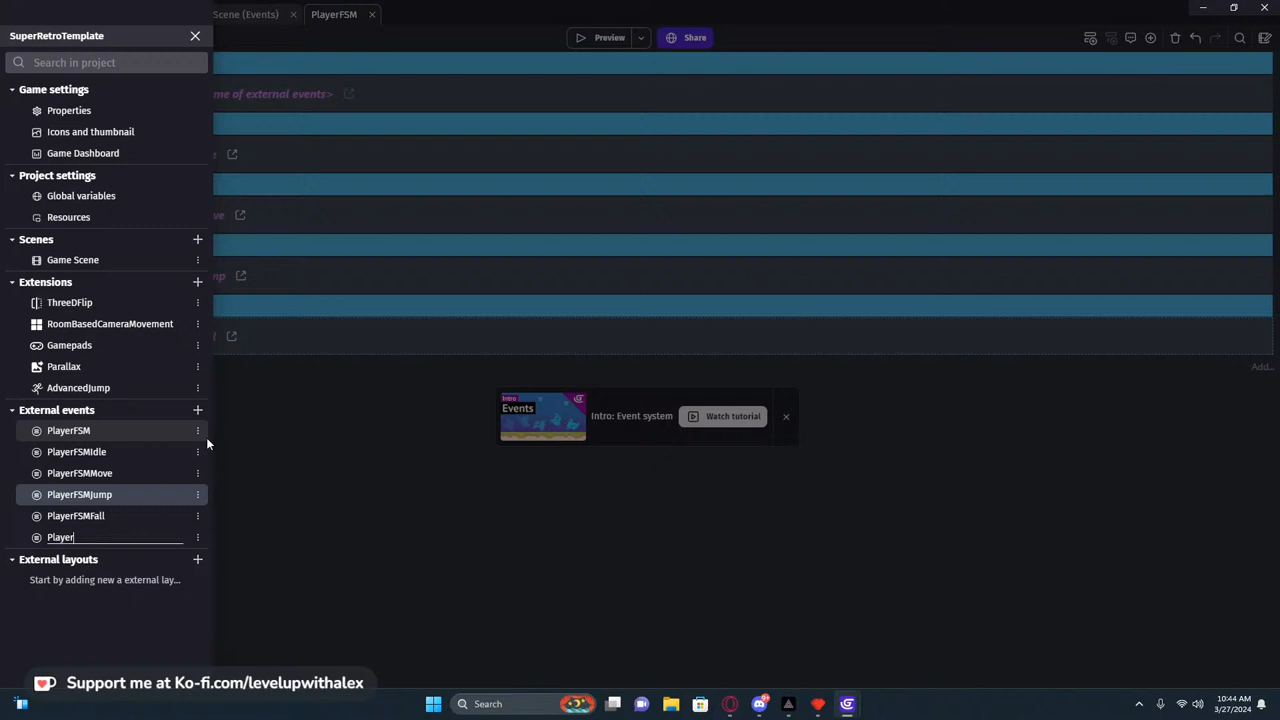 Scene (Events)
PlayerFSM
SuperRetroTemplate
Preview
Share
Search in project
Game settings
me of external events>
Properties
Icons and thumbnail
Game Dashboard
Project settings
Global variables
Resources
ve
Scenes
Game Scene
mp
Extensions
ThreeDFlip
RoomBasedCameraMovement
Gamepads
Parallax
Add...
AdvancedJump
Intro
Events
Intro: Event system
Watch tutorial
External events
PlayerFSM
PlayerFSMIdle
PlayerFSMMove
PlayerFSMJump
PlayerFSMFall
Player
External layouts
Start by adding new a external lay...
Support me at Ko-fi.com/levelupwithalex
Search
10:44 AM
3/27/2024